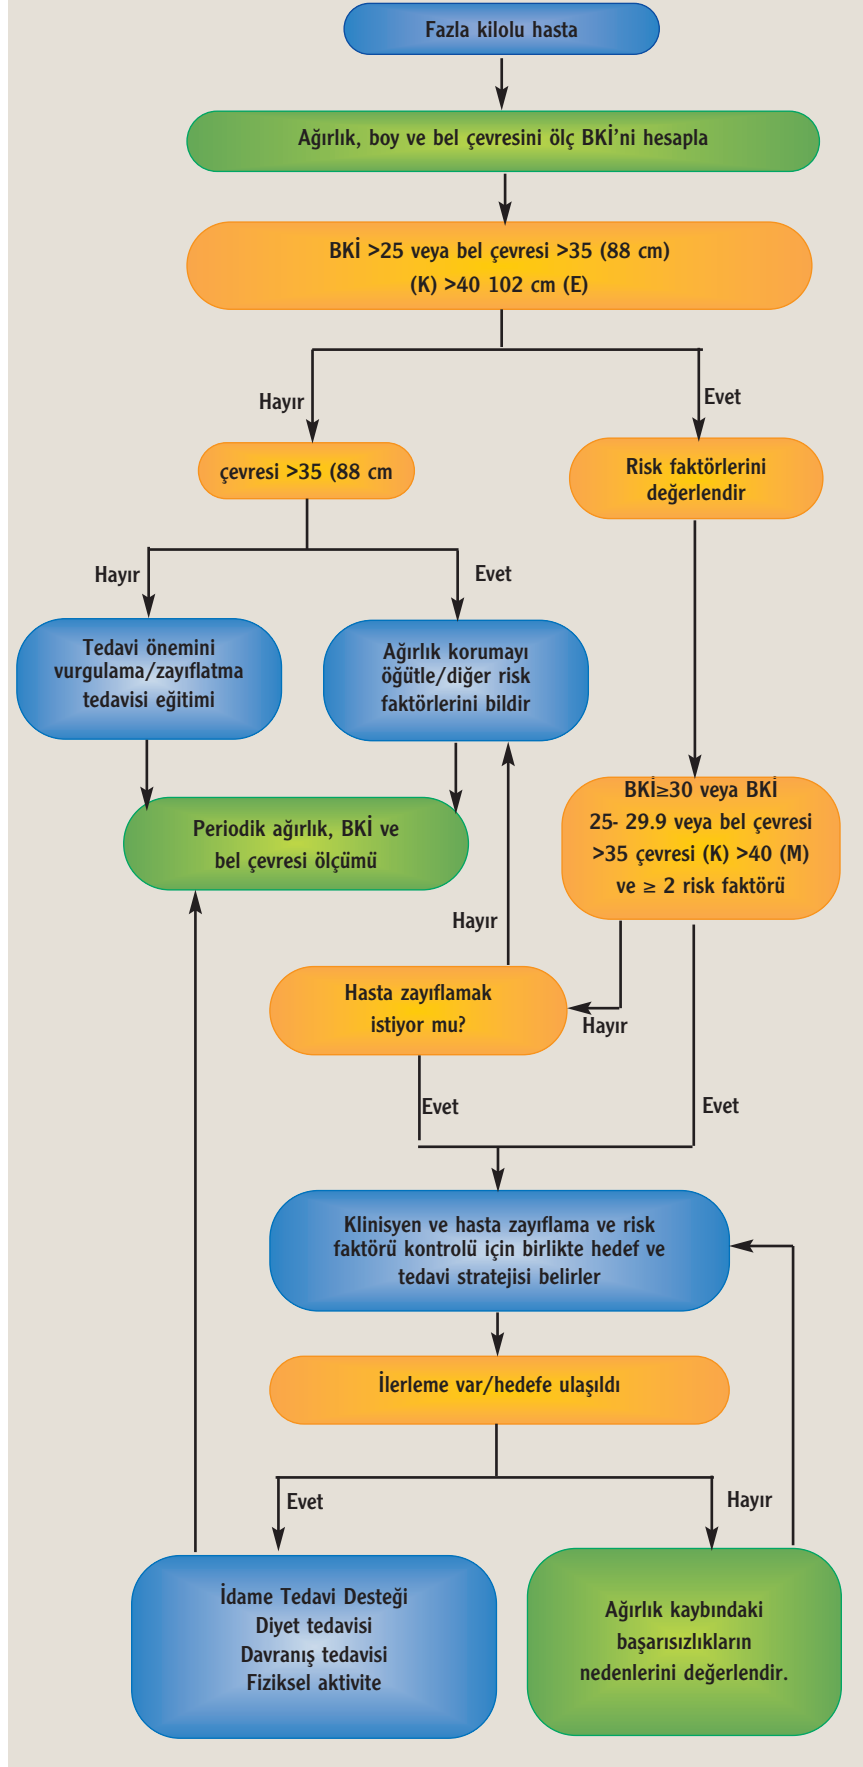 Fazla kilolu hasta
Ağırlık, boy ve bel çevresini ölç BKİ'ni hesapla
BKİ >25 veya bel çevresi >35 (88 cm)
(K) >40 102 cm (E)
Hayır
Evet
çevresi >35 (88 cm
Risk faktörlerini
değerlendir
Hayır
Evet
Tedavi önemini
vurgulama/zayıflatma
tedavisi eğitimi
Ağırlık korumayı
öğütle/diğer risk
faktörlerini bildir
BKİ≥30 veya BKİ
25- 29.9 veya bel çevresi
>35 çevresi (K) >40 (M)
ve ≥ 2 risk faktörü
Periodik ağırlık, BKİ ve
bel çevresi ölçümü
Hayır
Hasta zayıflamak
istiyor mu?
Hayır
Evet
Evet
Klinisyen ve hasta zayıflama ve risk
faktörü kontrolü için birlikte hedef ve
tedavi stratejisi belirler
İlerleme var/hedefe ulaşıldı
Evet
Hayır
İdame Tedavi Desteği
Diyet tedavisi
Davranış tedavisi
Fiziksel aktivite
Ağırlık kaybındaki
başarısızlıkların
nedenlerini değerlendir.